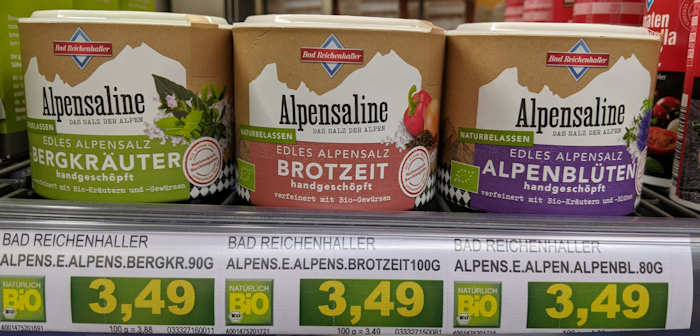 Bad Reichenhaller
Alpensaline
DAS SALZ DER ALPEN
EDLES ALPENSALZ
BERGKRÄUTER
handgeschöpft
verfeinert mit Bio-Kräutern und -Gewürzen
Bad Reichenhaller
Alpensaline
DAS SALZ DER ALPEN
NATURBELASSEN
EDLES ALPENSALZ
BROTZEIT
handgeschöpft
verfeinert mit Bio-Gewürzen
Bad Reichenhaller
Alpensaline
DAS SALZ DER ALPEN
NATURBELASSEN
EDLES ALPENSALZ
ALPENBLÜTEN
handgeschöpft
verfeinert mit Bio-Kräutern
BAD REICHENHALLER
ALPENS.E.ALPENS.BERGKR.90G
NATÜRLICH
BIO
3,49
100 g = 3,88
BAD REICHENHALLER
ALPENS.E.ALPENS.BROTZEIT100G
NATÜRLICH
BIO
3,49
100 g = 3,49
BAD REICHENHALLER
ALPENS.E.ALPEN.ALPENBL.80G
NATÜRLICH
BIO
3,49